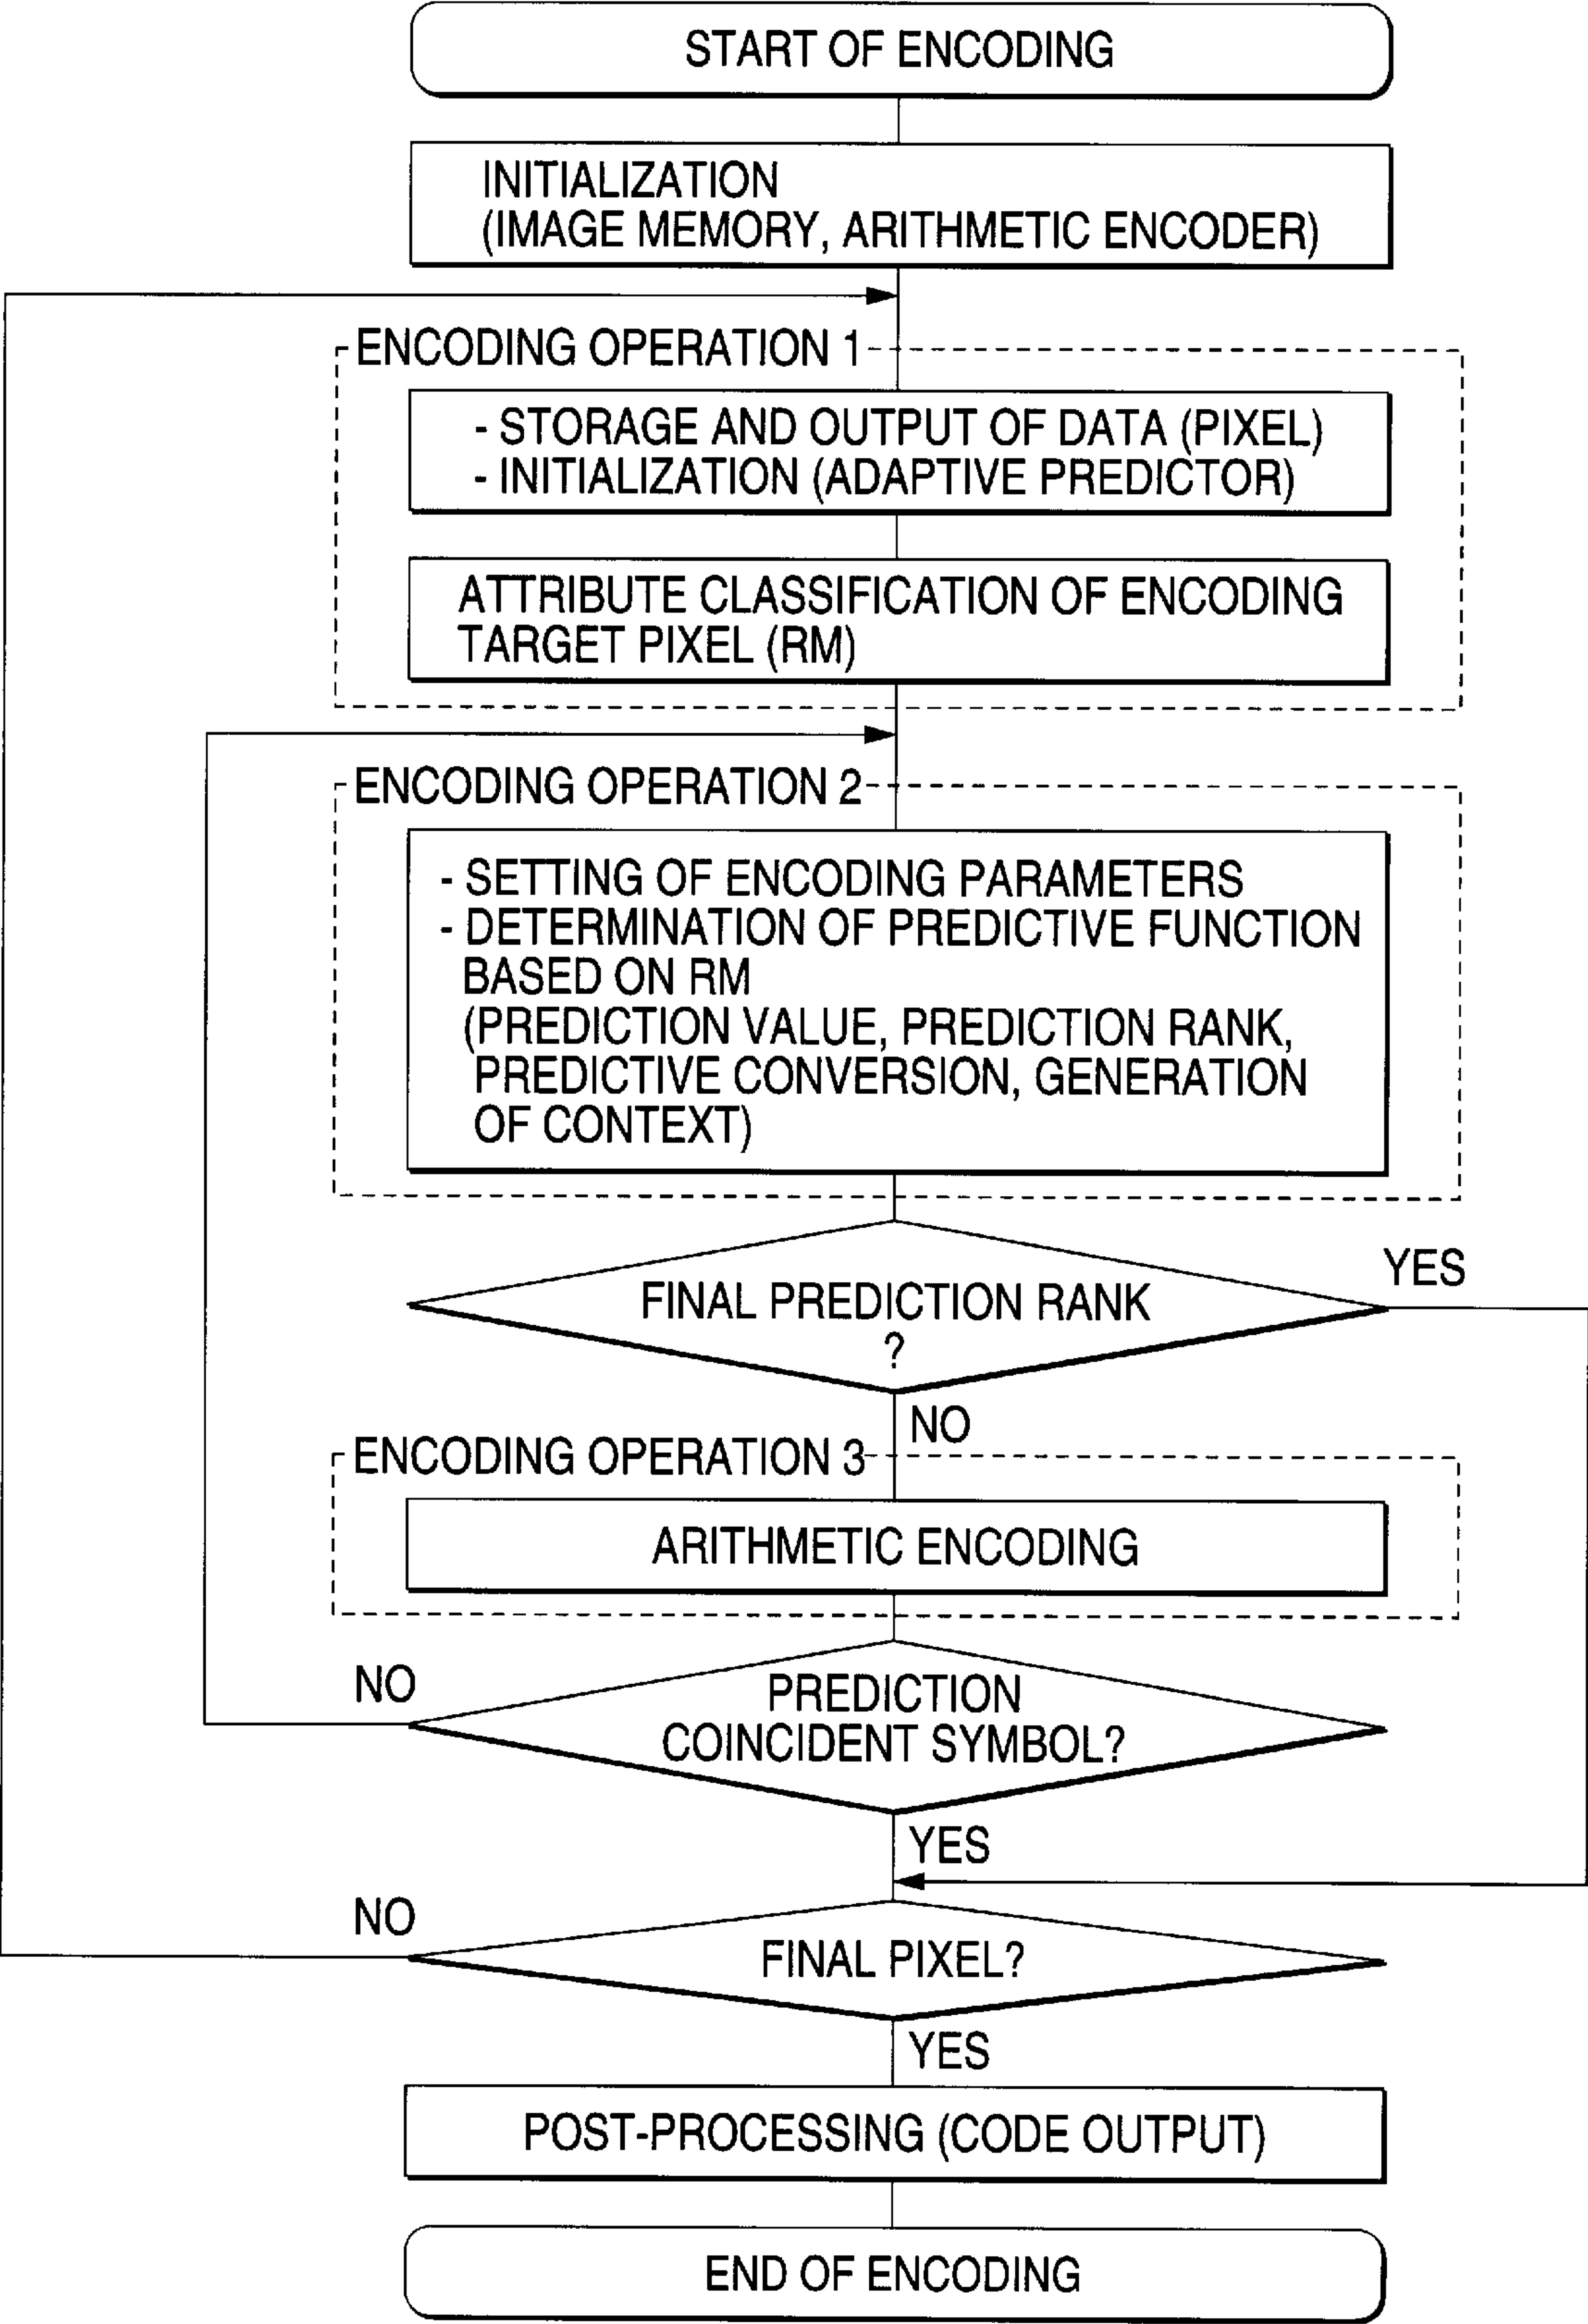 START OF ENCODING
INITIALIZATION
(IMAGE MEMORY, ARITHMETIC ENCODER)
ENCODING OPERATION 1
- STORAGE AND OUTPUT OF DATA (PIXEL)
- INITIALIZATION (ADAPTIVE PREDICTOR)
ATTRIBUTE CLASSIFICATION OF ENCODING
TARGET PIXEL (RM)
ENCODING OPERATION 2
- SETTING OF ENCODING PARAMETERS
- DETERMINATION OF PREDICTIVE FUNCTION
BASED ON RM
(PREDICTION VALUE, PREDICTION RANK,
PREDICTIVE CONVERSION, GENERATION
OF CONTEXT)
YES
FINAL PREDICTION RANK
?
NO
ENCODING OPERATION 3
ARITHMETIC ENCODING
NO
PREDICTION
COINCIDENT SYMBOL?
YES
NO
FINAL PIXEL?
YES
POST-PROCESSING (CODE OUTPUT)
END OF ENCODING